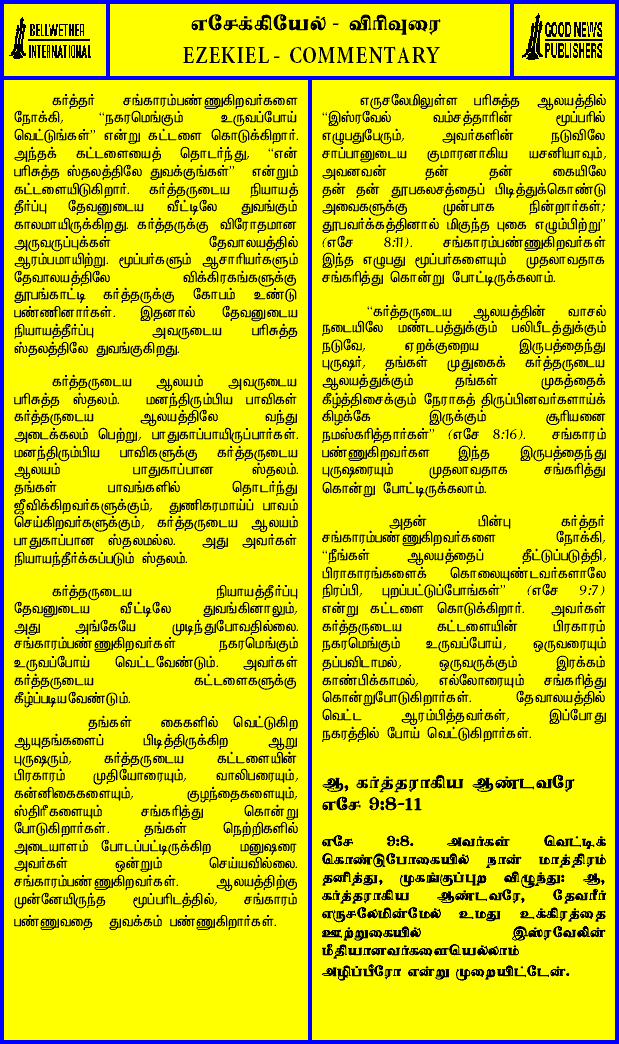 BELLWETHER
INTERNATIONAL
எசேக்கியேல் - விரிவுரை
EZEKIEL - COMMENTARY
GOOD NEWS
PUBLISHERS
கர்த்தர் சங்காரம்பண்ணுகிறவர்களை
நோக்கி, "நகரமெங்கும் உருவப்போய்
வெட்டுங்கள்" என்று கட்டளை கொடுக்கிறார்.
அந்தக் கட்டளையைத் தொடர்ந்து, "என்
பரிசுத்த ஸ்தலத்திலே துவக்குங்கள்" என்றும்
கட்டளையிடுகிறார். கர்த்தருடைய நியாயத்
தீர்ப்பு தேவனுடைய வீட்டிலே துவங்கும்
காலமாயிருக்கிறது. கர்த்தருக்கு விரோதமான
அருவருப்புக்கள் தேவாலயத்தில்
ஆரம்பமாயிற்று. மூப்பர்களும் ஆசாரியர்களும்
தேவாலயத்திலே விக்கிரகங்களுக்கு
தூபங்காட்டி கர்த்தருக்கு கோபம் உண்டு
பண்ணினார்கள். இதனால் தேவனுடைய
நியாயத்தீர்ப்பு அவருடைய பரிசுத்த
ஸ்தலத்திலே துவங்குகிறது.
கர்த்தருடைய ஆலயம் அவருடைய
பரிசுத்த ஸ்தலம். மனந்திரும்பிய பாவிகள்
கர்த்தருடைய ஆலயத்திலே வந்து
அடைக்கலம் பெற்று, பாதுகாப்பாயிருப்பார்கள்.
மனந்திரும்பிய பாவிகளுக்கு கர்த்தருடைய
ஆலயம் பாதுகாப்பான ஸ்தலம்.
தங்கள் பாவங்களில் தொடர்ந்து
ஜீவிக்கிறவர்களுக்கும், துணிகரமாய்ப் பாவம்
செய்கிறவர்களுக்கும், கர்த்தருடைய ஆலயம்
பாதுகாப்பான ஸ்தலமல்ல. அது அவர்கள்
நியாயந்தீர்க்கப்படும் ஸ்தலம்.
கர்த்தருடைய நியாயத்தீர்ப்பு
தேவனுடைய வீட்டிலே துவங்கினாலும்,
அது அங்கேயே முடிந்துபோவதில்லை.
சங்காரம்பண்ணுகிறவர்கள் நகரமெங்கும்
உருவப்போய் வெட்டவேண்டும். அவர்கள்
கர்த்தருடைய கட்டளைகளுக்கு
கீழ்ப்படியவேண்டும்.
தங்கள் கைகளில் வெட்டுகிற
ஆயுதங்களைப் பிடித்திருக்கிற ஆறு
புருஷரும், கர்த்தருடைய கட்டளையின்
பிரகாரம் முதியோரையும், வாலிபரையும்,
கன்னிகைகளையும், குழந்தைகளையும்,
ஸ்திரீகளையும் சங்கரித்து கொன்று
போடுகிறார்கள். தங்கள் நெற்றிகளில்
அடையாளம் போடப்பட்டிருக்கிற மனுஷரை
அவர்கள் ஒன்றும் செய்யவில்லை.
சங்காரம்பண்ணுகிறவர்கள். ஆலயத்திற்கு
முன்னேயிருந்த மூப்பரிடத்தில், சங்காரம்
பண்ணுவதை துவக்கம் பண்ணுகிறார்கள்.
எருசலேமிலுள்ள பரிசுத்த ஆலயத்தில்
"இஸ்ரவேல் வம்சத்தாரின் மூப்பரில்
எழுபதுபேரும், அவர்களின் நடுவிலே
சாப்பானுடைய குமாரனாகிய யசனியாவும்,
அவனவன் தன் தன் கையிலே
தன் தன் தூபகலசத்தைப் பிடித்துக்கொண்டு
அவைகளுக்கு முன்பாக நின்றார்கள்;
தூபவர்க்கத்தினால் மிகுந்த புகை எழும்பிற்று"
(எசே 8:11). சங்காரம்பண்ணுகிறவர்கள்
இந்த எழுபது மூப்பர்களையும் முதலாவதாக
சங்கரித்து கொன்று போட்டிருக்கலாம்.
"கர்த்தருடைய ஆலயத்தின் வாசல்
நடையிலே மண்டபத்துக்கும் பலிபீடத்துக்கும்
நடுவே, ஏறக்குறைய இருபத்தைந்து
புருஷர், தங்கள் முதுகைக் கர்த்தருடைய
ஆலயத்துக்கும் தங்கள் முகத்தைக்
கீழ்த்திசைக்கும் நேராகத் திருப்பினவர்களாய்க்
கிழக்கே இருக்கும் சூரியனை
நமஸ்கரித்தார்கள்" (எசே 8:16). சங்காரம்
பண்ணுகிறவர்கள இந்த இருபத்தைந்து
புருஷரையும் முதலாவதாக சங்கரித்து
கொன்று போட்டிருக்கலாம்.
அதன் பின்பு கர்த்தர்
சங்காரம்பண்ணுகிறவர்களை நோக்கி,
"நீங்கள் ஆலயத்தைப் தீட்டுப்படுத்தி,
பிராகாரங்களைக் கொலையுண்டவர்களாலே
நிரப்பி, புறப்பட்டுப்போங்கள்" (எசே 9:7)
என்று கட்டளை கொடுக்கிறார். அவர்கள்
கர்த்தருடைய கட்டளையின் பிரகாரம்
நகரமெங்கும் உருவப்போய், ஒருவரையும்
தப்பவிடாமல், ஒருவருக்கும் இரக்கம்
காண்பிக்காமல், எல்லோரையும் சங்கரித்து
கொன்றுபோடுகிறார்கள். தேவாலயத்தில்
வெட்ட ஆரம்பித்தவர்கள், இப்போது
நகரத்தில் போய் வெட்டுகிறார்கள்.
ஆ, கர்த்தராகிய ஆண்டவரே
எசே 9:8-11
எசே 9:8. அவர்கள் வெட்டிக்
கொண்டுபோகையில் நான் மாத்திரம்
தனித்து, முகங்குப்புற விழுந்து: ஆ,
கர்த்தராகிய ஆண்டவரே, தேவரீர்
எருசலேமின்மேல் உமது உக்கிரத்தை
ஊற்றுகையில் இஸ்ரவேலின்
மீதியானவர்களையெல்லாம்
அழிப்பீரோ என்று முறையிட்டேன்.